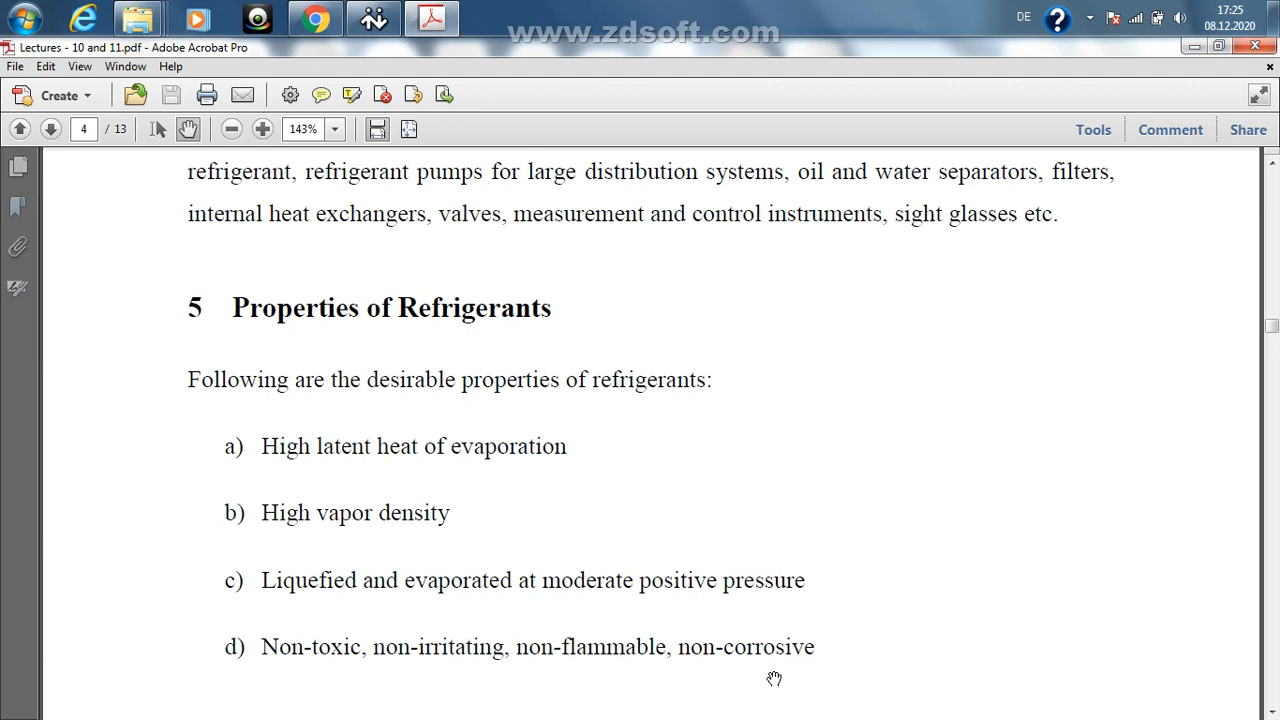 DE
17:25
08.12.2020
www.zdsoft.com
Lectures - 10 and 11.pdf - Adobe Acrobat Pro
File Edit View Window Help
Create
4 / 13 143% Tools Comment Share
refrigerant, refrigerant pumps for large distribution systems, oil and water separators, filters,
internal heat exchangers, valves, measurement and control instruments, sight glasses etc.
5 Properties of Refrigerants
Following are the desirable properties of refrigerants:
a) High latent heat of evaporation
b) High vapor density
c) Liquefied and evaporated at moderate positive pressure
d) Non-toxic, non-irritating, non-flammable, non-corrosive